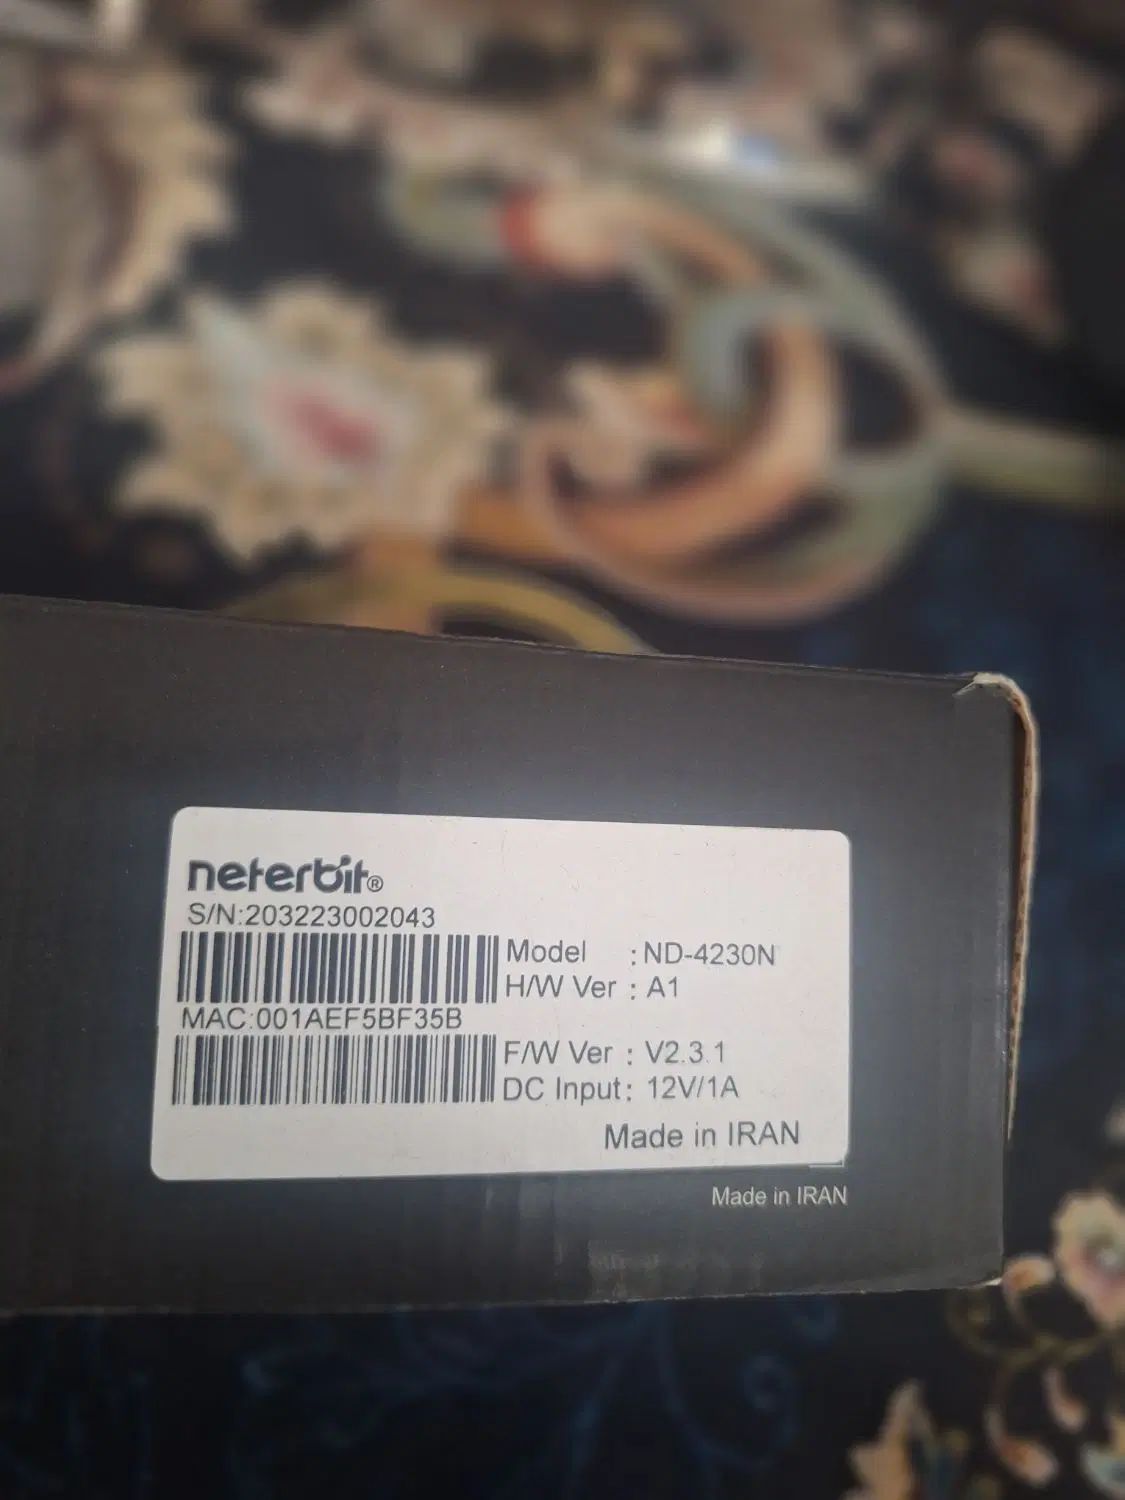 neterbit®
S/N:203223002043
Model : ND-4230N
H/W Ver : A1
MAC:001AEF5BF35B
F/W Ver : V2.3.1
DC Input: 12V/1A
Made in IRAN
Made in IRAN